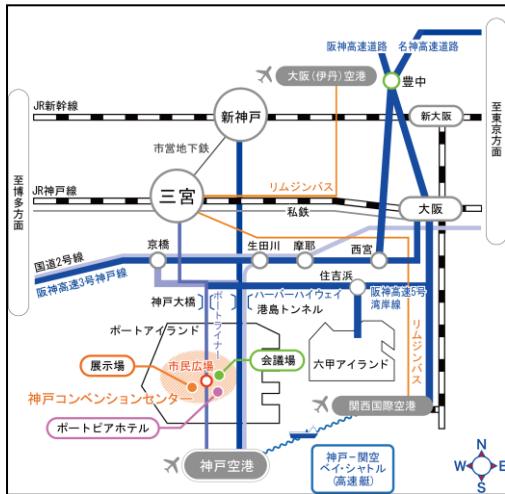 阪神高速道路
名神高速道路
大阪(伊丹)空港
豊中
JR新幹線
新神戸
新大阪
至東京方面
至博多方面
市営地下鉄
JR神戸線
三宮
リムジンバス
私鉄
大阪
京橋
生田川
摩耶
西宮
国道2号線
阪神高速3号神戸線
住吉浜
神戸大橋
ポートライナー
ハーバーハイウェイ
港島トンネル
阪神高速5号
湾岸線
ポートアイランド
六甲アイランド
リムジンバス
展示場
市民広場
会議場
神戸コンベンションセンター
ポートピアホテル
関西国際空港
神戸空港
神戸－関空
ベイ・シャトル
(高速艇)
N
W
E
S